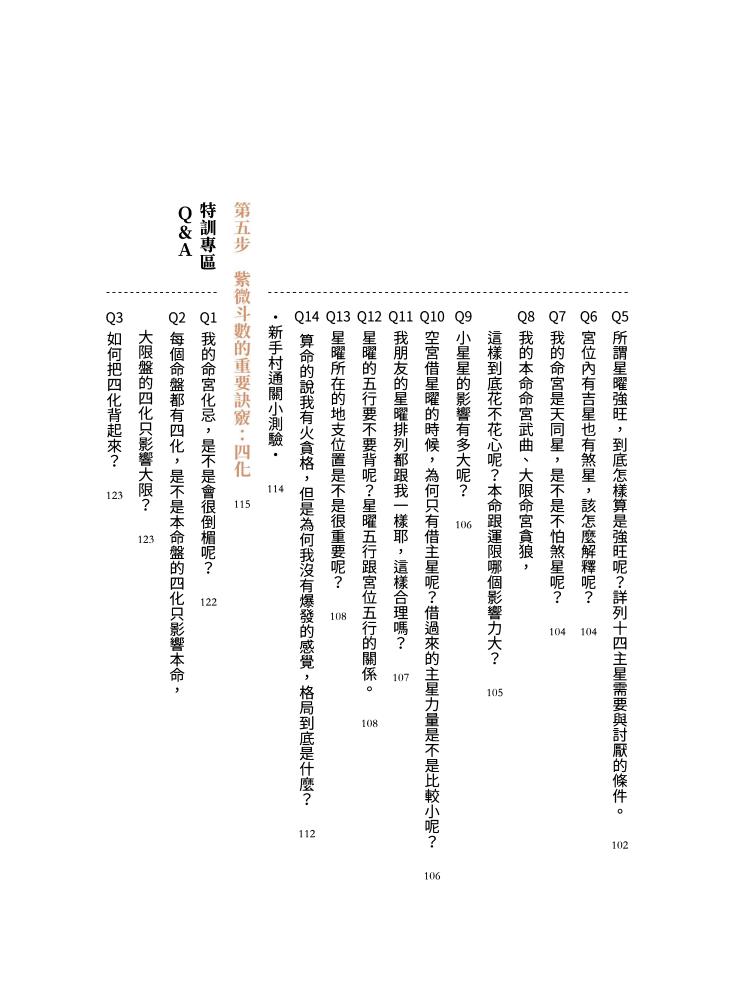 Q5 所謂星曜強旺，到底怎樣算是強旺呢？詳列十四主星需要與討厭的條件。 102
Q6 宮位內有吉星也有煞星，該怎麼解釋呢？ 104
Q7 我的命宮是天同星，是不是不怕煞星呢？ 104
Q8 我的本命命宮武曲、大限命宮貪狼，
這樣到底花不花心呢？本命跟運限哪個影響力大？ 105
Q9 小星星的影響有多大呢？ 106
Q10 空宮借星曜的時候，為何只有借主星呢？借過來的主星力量是不是比較小呢？ 106
Q11 我朋友的星曜排列都跟我一樣耶，這樣合理嗎？ 107
Q12 星曜的五行要不要背呢？星曜五行跟宮位五行的關係。 108
Q13 星曜所在的地支位置是不是很重要呢？ 108
Q14 算命的說我有火貪格，但是為何我沒有爆發的感覺，格局到底是什麼？ 112
・新手村通關小測驗・ 114
第五步 紫微斗數的重要訣竅：四化 115
特訓專區
Q&A
Q1 我的命宮化忌，是不是會很倒楣呢？ 122
Q2 每個命盤都有四化，是不是本命盤的四化只影響本命，
大限盤的四化只影響大限？ 123
Q3 如何把四化背起來？ 123